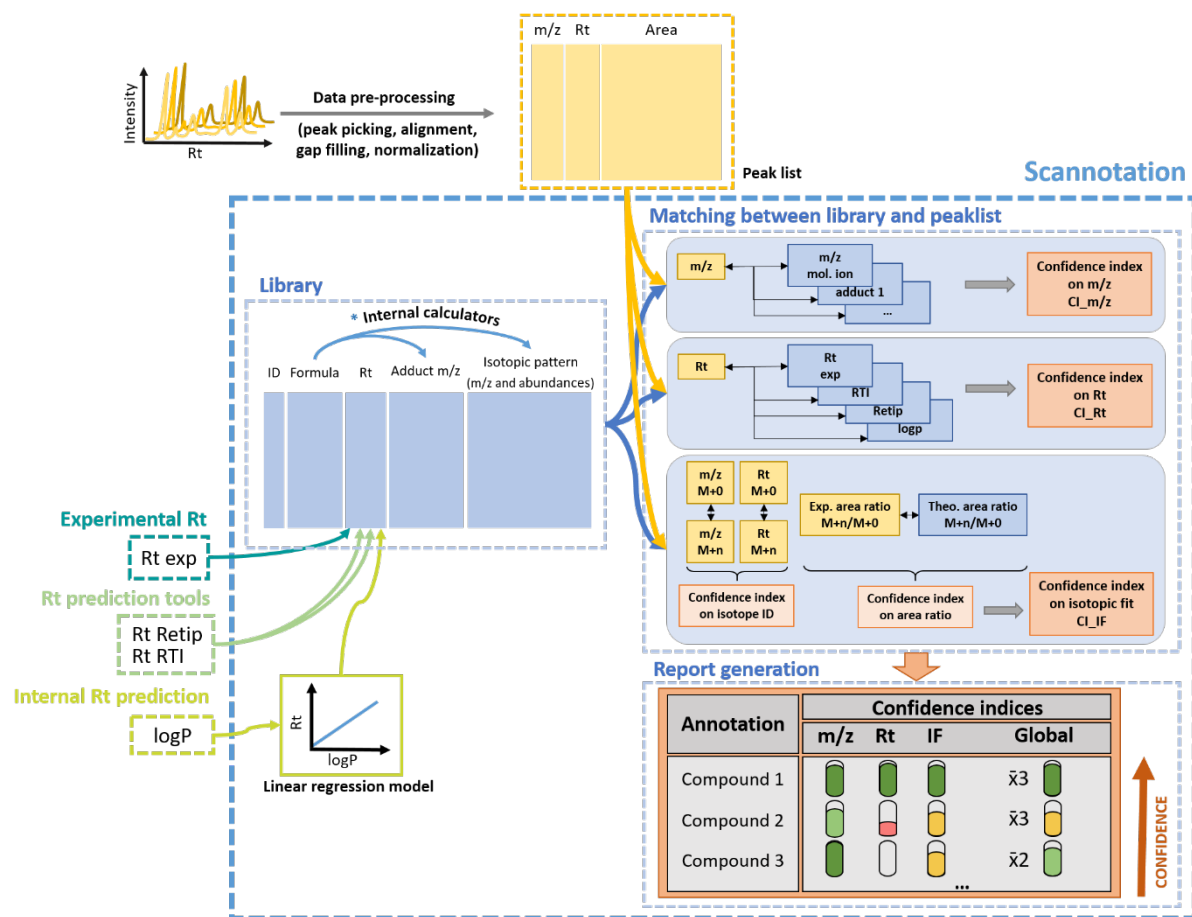 m/z Rt Area
Intensity
Rt
Data pre-processing
(peak picking, alignment,
gap filling, normalization)
Peak list
Scannotation
Library
* Internal calculators
ID Formula Rt Adduct m/z Isotopic pattern
(m/z and abundances)
Experimental Rt
Rt exp
Rt prediction tools
Rt Retip
Rt RTI
Internal Rt prediction
logP
Rt
logP
Linear regression model
Matching between library and peaklist
m/z
m/z
mol. ion
adduct 1
...
Confidence index
on m/z
CI_m/z
Rt
Rt
exp
RTI
Retip
logp
Confidence index
on Rt
CI_Rt
m/z
M+0
Rt
M+0
m/z
M+n
Rt
M+n
Exp. area ratio
M+n/M+0
Theo. area ratio
M+n/M+0
Confidence index
on isotope ID
Confidence index
on area ratio
Confidence index
on isotopic fit
CI_IF
Report generation
Annotation
Confidence indices
m/z Rt IF Global
Compound 1 x̄3
Compound 2 x̄3
Compound 3 x̄2
...
CONFIDENCE